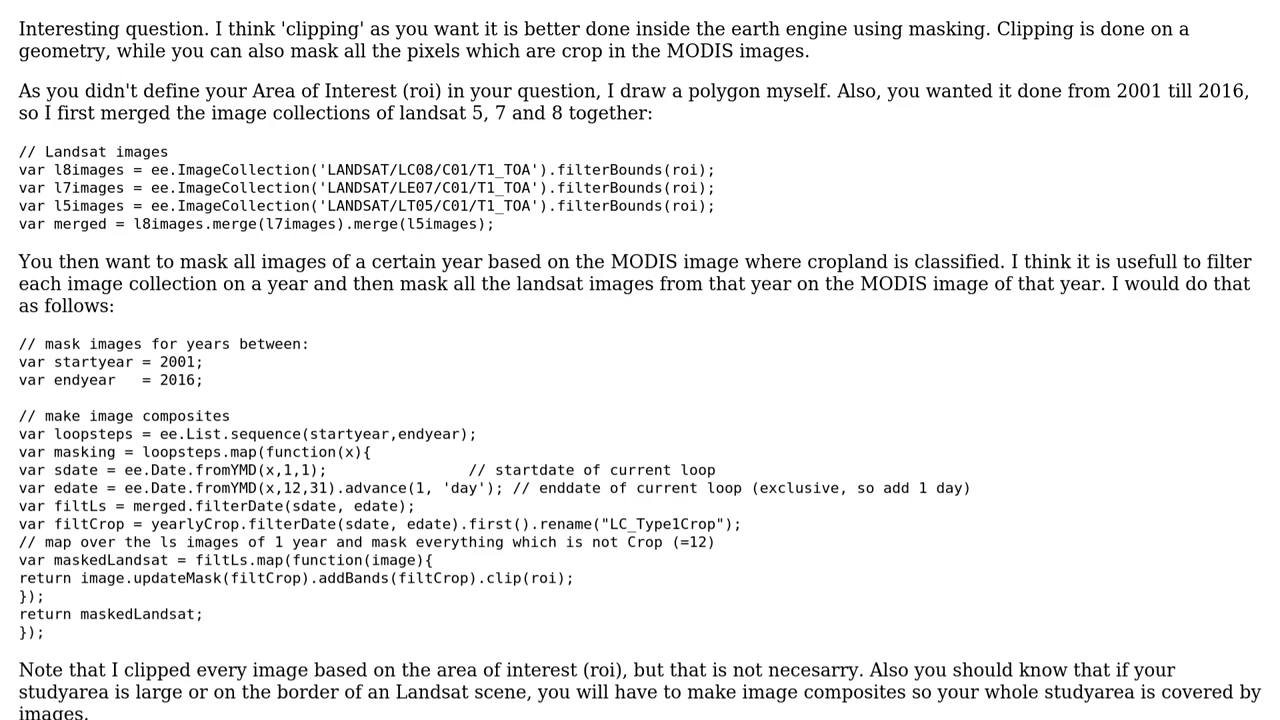 Interesting question. I think 'clipping' as you want it is better done inside the earth engine using masking. Clipping is done on a
geometry, while you can also mask all the pixels which are crop in the MODIS images.
As you didn't define your Area of Interest (roi) in your question, I draw a polygon myself. Also, you wanted it done from 2001 till 2016,
so I first merged the image collections of landsat 5, 7 and 8 together:
// Landsat images
var l8images = ee.ImageCollection('LANDSAT/LC08/C01/T1_TOA').filterBounds(roi);
var l7images = ee.ImageCollection('LANDSAT/LE07/C01/T1_TOA').filterBounds(roi);
var l5images = ee.ImageCollection('LANDSAT/LT05/C01/T1_TOA').filterBounds(roi);
var merged = l8images.merge(l7images).merge(l5images);
You then want to mask all images of a certain year based on the MODIS image where cropland is classified. I think it is usefull to filter
each image collection on a year and then mask all the landsat images from that year on the MODIS image of that year. I would do that
as follows:
// mask images for years between:
var startyear = 2001;
var endyear   = 2016;
// make image composites
var loopsteps = ee.List.sequence(startyear,endyear);
var masking = loopsteps.map(function(x){
var sdate = ee.Date.fromYMD(x,1,1);                // startdate of current loop
var edate = ee.Date.fromYMD(x,12,31).advance(1, 'day'); // enddate of current loop (exclusive, so add 1 day)
var filtLs = merged.filterDate(sdate, edate);
var filtCrop = yearlyCrop.filterDate(sdate, edate).first().rename("LC_Type1Crop");
// map over the ls images of 1 year and mask everything which is not Crop (=12)
var maskedLandsat = filtLs.map(function(image){
return image.updateMask(filtCrop).addBands(filtCrop).clip(roi);
});
return maskedLandsat;
});
Note that I clipped every image based on the area of interest (roi), but that is not necesarry. Also you should know that if your
studyarea is large or on the border of an Landsat scene, you will have to make image composites so your whole studyarea is covered by
images.